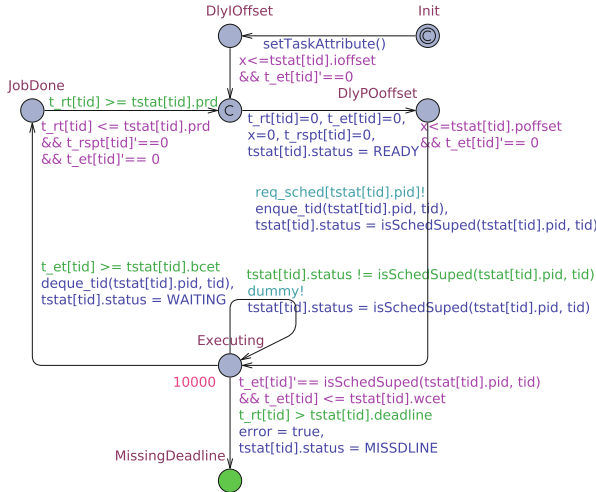 DlyIOffset
Init
setTaskAttribute()
x<=tstat[tid].ioffset
&& t_et[tid]'==0
JobDone
t_rt[tid] >= tstat[tid].prd
C
C
DlyPOoffset
t_rt[tid] <= tstat[tid].prd
&& t_rspt[tid]'==0
&& t_et[tid]'== 0
t_rt[tid]=0, t_et[tid]=0,
x=0, t_rspt[tid]=0,
tstat[tid].status = READY
x<=tstat[tid].poffset
&& t_et[tid]'== 0
req_sched[tstat[tid].pid]!
enque_tid(tstat[tid].pid, tid),
tstat[tid].status = isSchedSuped(tstat[tid].pid, tid)
t_et[tid] >= tstat[tid].bcet
deque_tid(tstat[tid].pid, tid),
tstat[tid].status = WAITING
tstat[tid].status != isSchedSuped(tstat[tid].pid, tid)
dummy!
tstat[tid].status = isSchedSuped(tstat[tid].pid, tid)
Executing
10000
t_et[tid]'== isSchedSuped(tstat[tid].pid, tid)
&& t_et[tid] <= tstat[tid].wcet
t_rt[tid] > tstat[tid].deadline
error = true,
tstat[tid].status = MISSDLINE
MissingDeadline